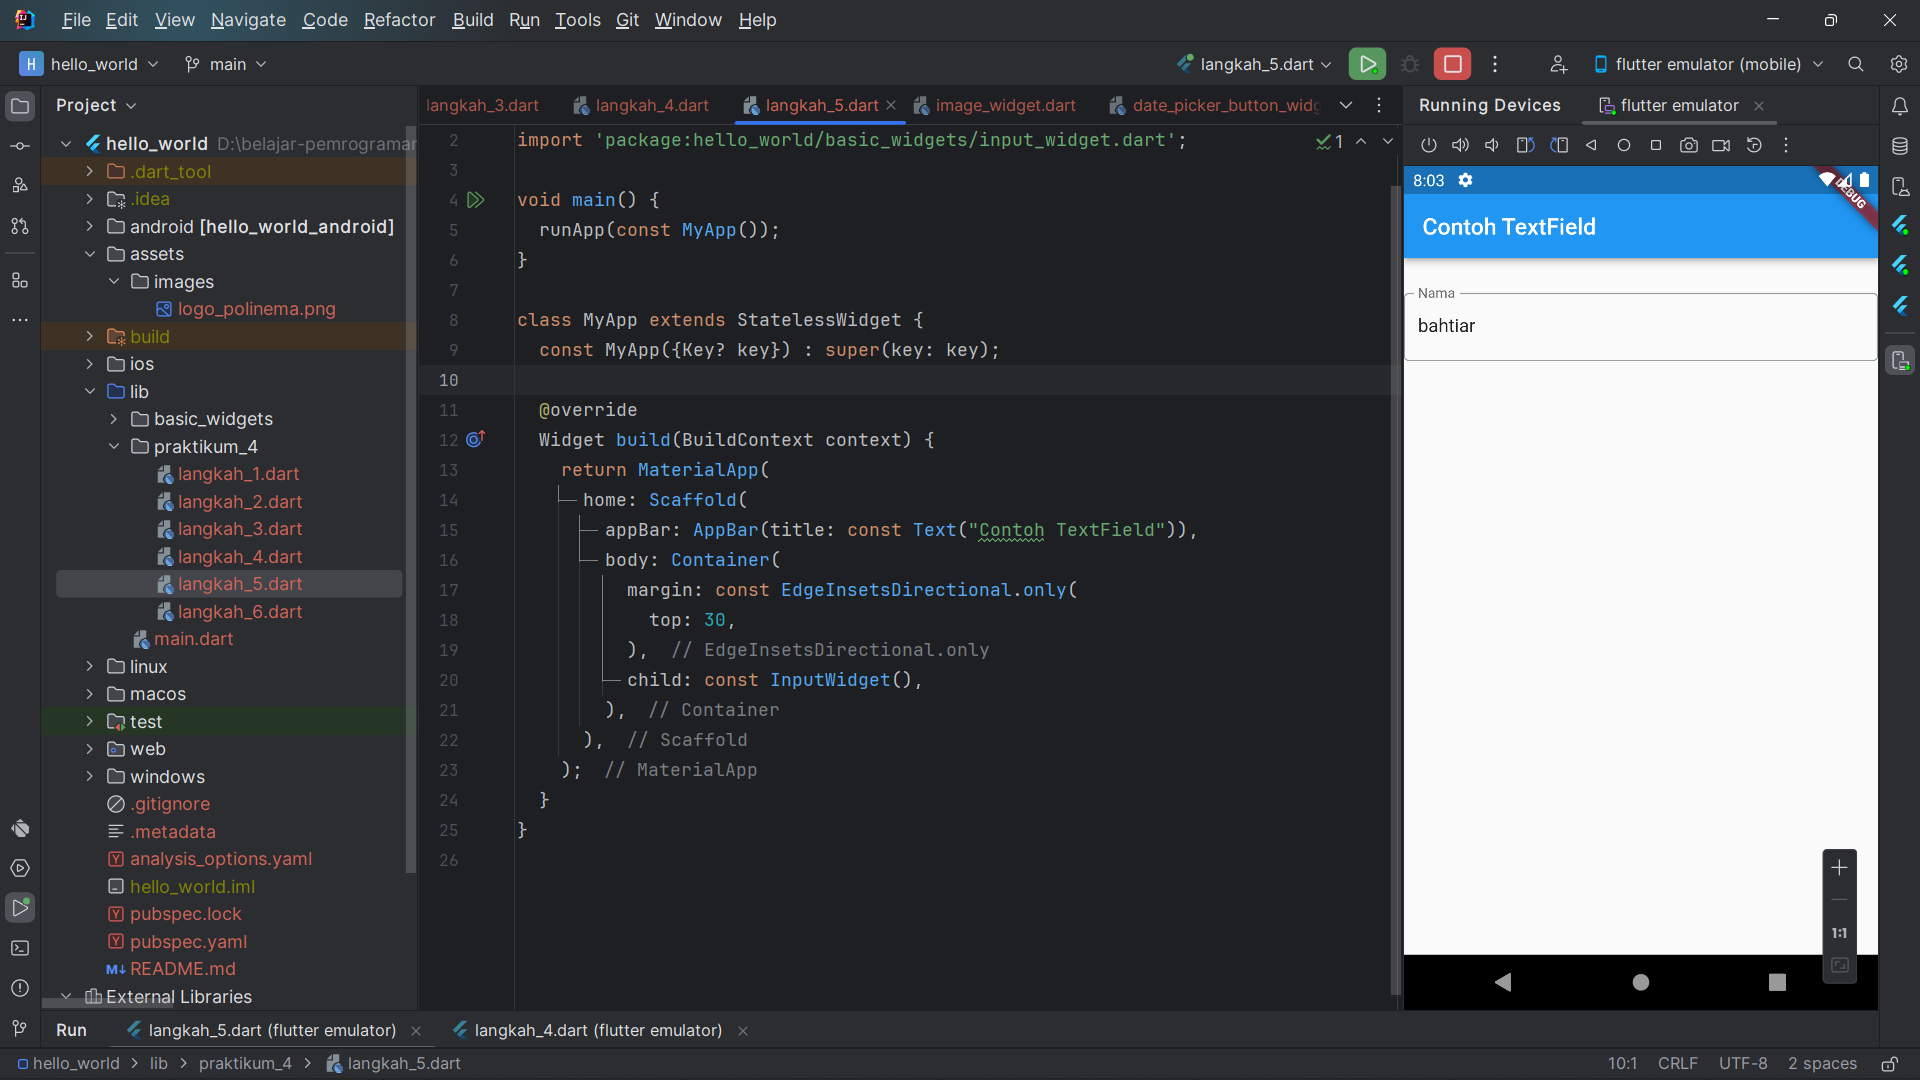 File Edit View Navigate Code Refactor Build Run Tools Git Window Help
H hello_world main langkah_5.dart flutter emulator (mobile)
Project
hello_world D:\belajar-pemrogramar
.dart_tool
.idea
android [hello_world_android]
assets
images
logo_polinema.png
build
ios
lib
basic_widgets
praktikum_4
langkah_1.dart
langkah_2.dart
langkah_3.dart
langkah_4.dart
langkah_5.dart
langkah_6.dart
main.dart
linux
macos
test
web
windows
.gitignore
.metadata
analysis_options.yaml
hello_world.iml
pubspec.lock
pubspec.yaml
README.md
External Libraries
langkah_3.dart langkah_4.dart langkah_5.dart image_widget.dart date_picker_button_widg
1
2 import 'package:hello_world/basic_widgets/input_widget.dart';
3
4 void main() {
5 runApp(const MyApp());
6 }
7
8 class MyApp extends StatelessWidget {
9 const MyApp({Key? key}) : super(key: key);
10
11 @override
12 Widget build(BuildContext context) {
13 return MaterialApp(
14 home: Scaffold(
15 appBar: AppBar(title: const Text("Contoh TextField")),
16 body: Container(
17 margin: const EdgeInsetsDirectional.only(
18 top: 30,
19 ), // EdgeInsetsDirectional.only
20 child: const InputWidget(),
21 ), // Container
22 ), // Scaffold
23 ); // MaterialApp
24 }
25 }
26
Running Devices flutter emulator
8:03
DEBUG
Contoh TextField
Nama
bahtiar
1:1
Run langkah_5.dart (flutter emulator) langkah_4.dart (flutter emulator)
hello_world > lib > praktikum_4 > langkah_5.dart 10:1 CRLF UTF-8 2 spaces